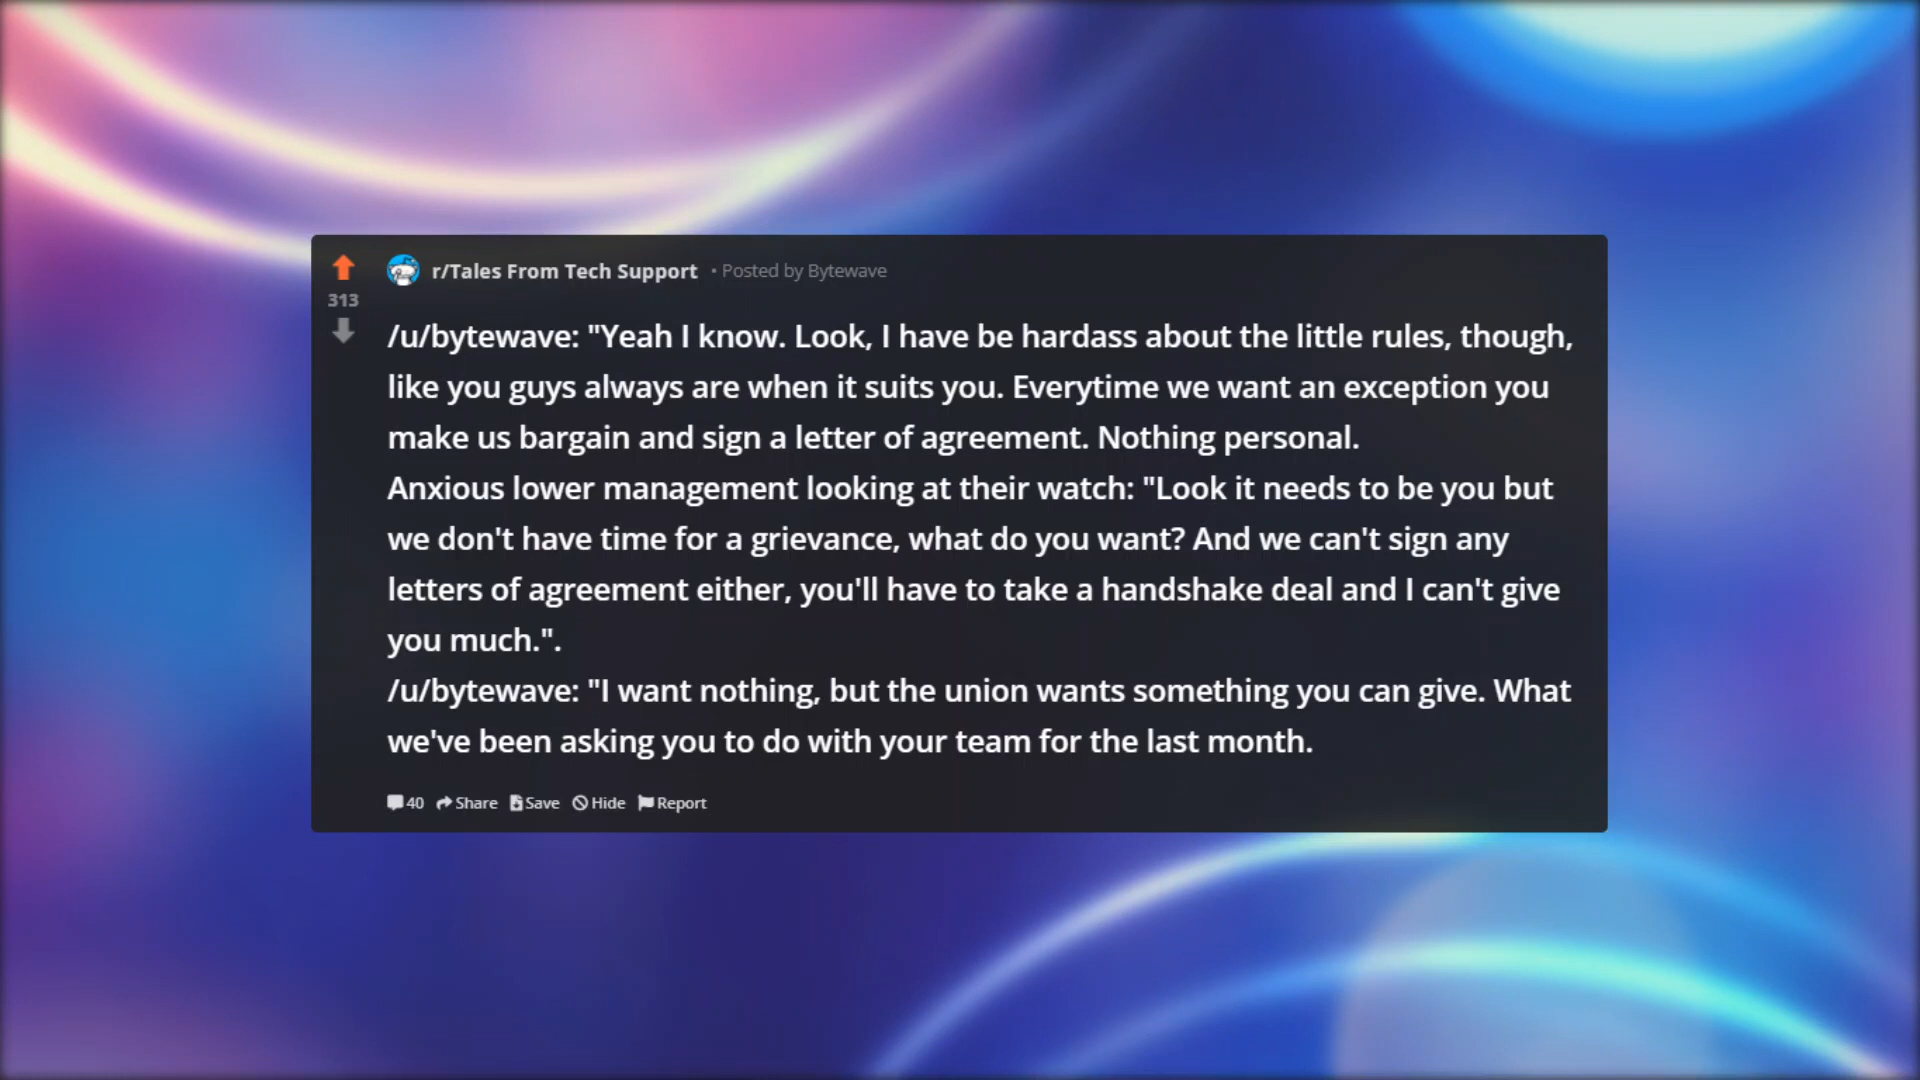 r/Tales From Tech Support • Posted by Bytewave
313
/u/bytewave: "Yeah I know. Look, I have be hardass about the little rules, though,
like you guys always are when it suits you. Everytime we want an exception you
make us bargain and sign a letter of agreement. Nothing personal.
Anxious lower management looking at their watch: "Look it needs to be you but
we don't have time for a grievance, what do you want? And we can't sign any
letters of agreement either, you'll have to take a handshake deal and I can't give
you much.".
/u/bytewave: "I want nothing, but the union wants something you can give. What
we've been asking you to do with your team for the last month.
40 Share Save Hide Report